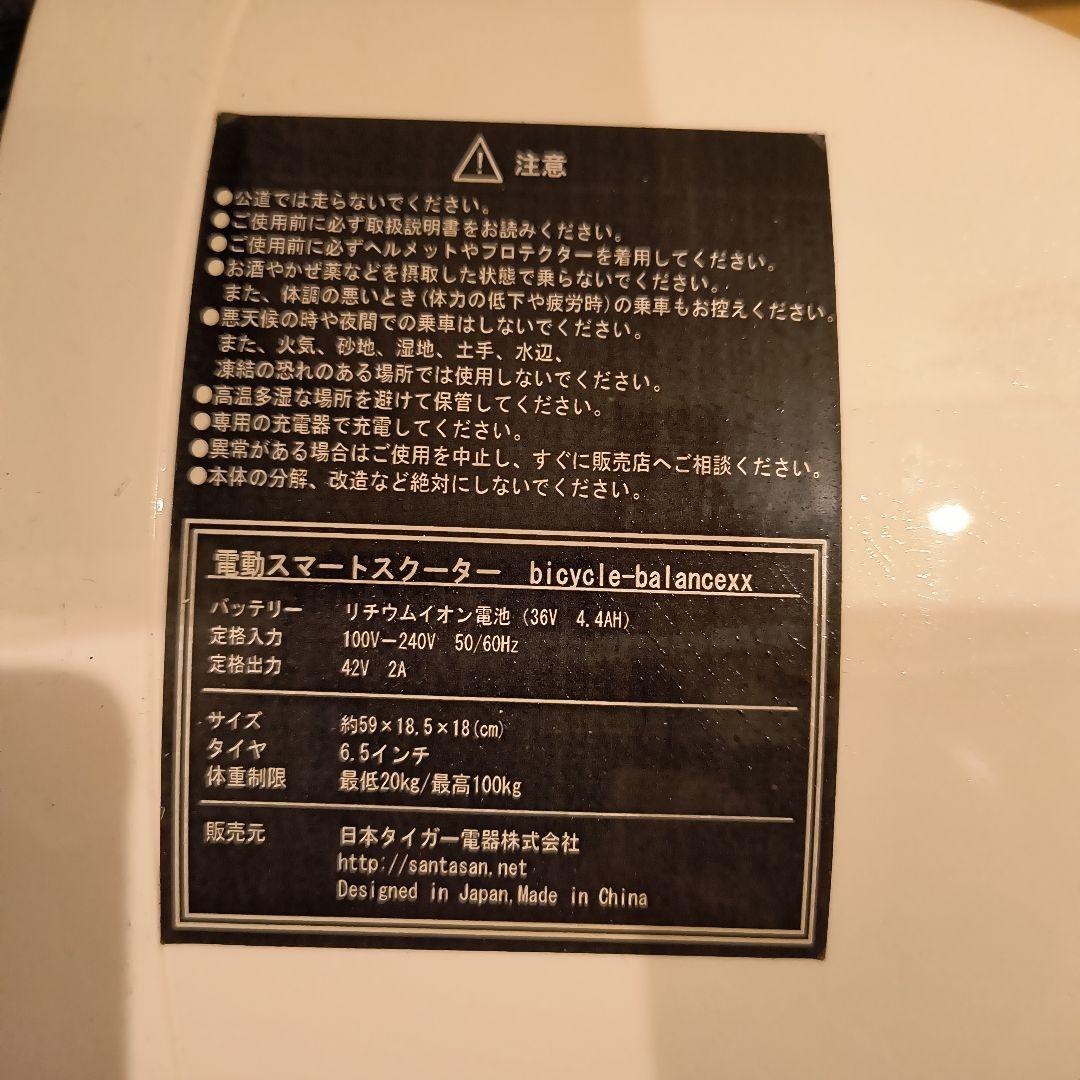 注意
●公道では走らないでください。
●ご使用前に必ず取扱説明書をお読みください。
●ご使用前に必ずヘルメットやプロテクターを着用してください。
●お酒やかぜ薬などを摂取した状態で乗らないでください。
また、体調の悪いとき(体力の低下や疲労時)の乗車もお控えください。
●悪天候の時や夜間での乗車はしないでください。
また、火気、砂地、湿地、土手、水辺、
凍結の恐れのある場所では使用しないでください。
●高温多湿な場所を避けて保管してください。
●専用の充電器で充電してください。
●異常がある場合はご使用を中止し、すぐに販売店へご相談ください。
●本体の分解、改造など絶対にしないでください。
電動スマートスクーター bicycle-balancexx
バッテリー リチウムイオン電池 (36V 4.4AH)
定格入力 100V-240V 50/60Hz
定格出力 42V 2A
サイズ 約59×18.5×18(cm)
タイヤ 6.5インチ
体重制限 最低20kg/最高100kg
販売元 日本タイガー電器株式会社
http://santasan.net
Designed in Japan,Made in China